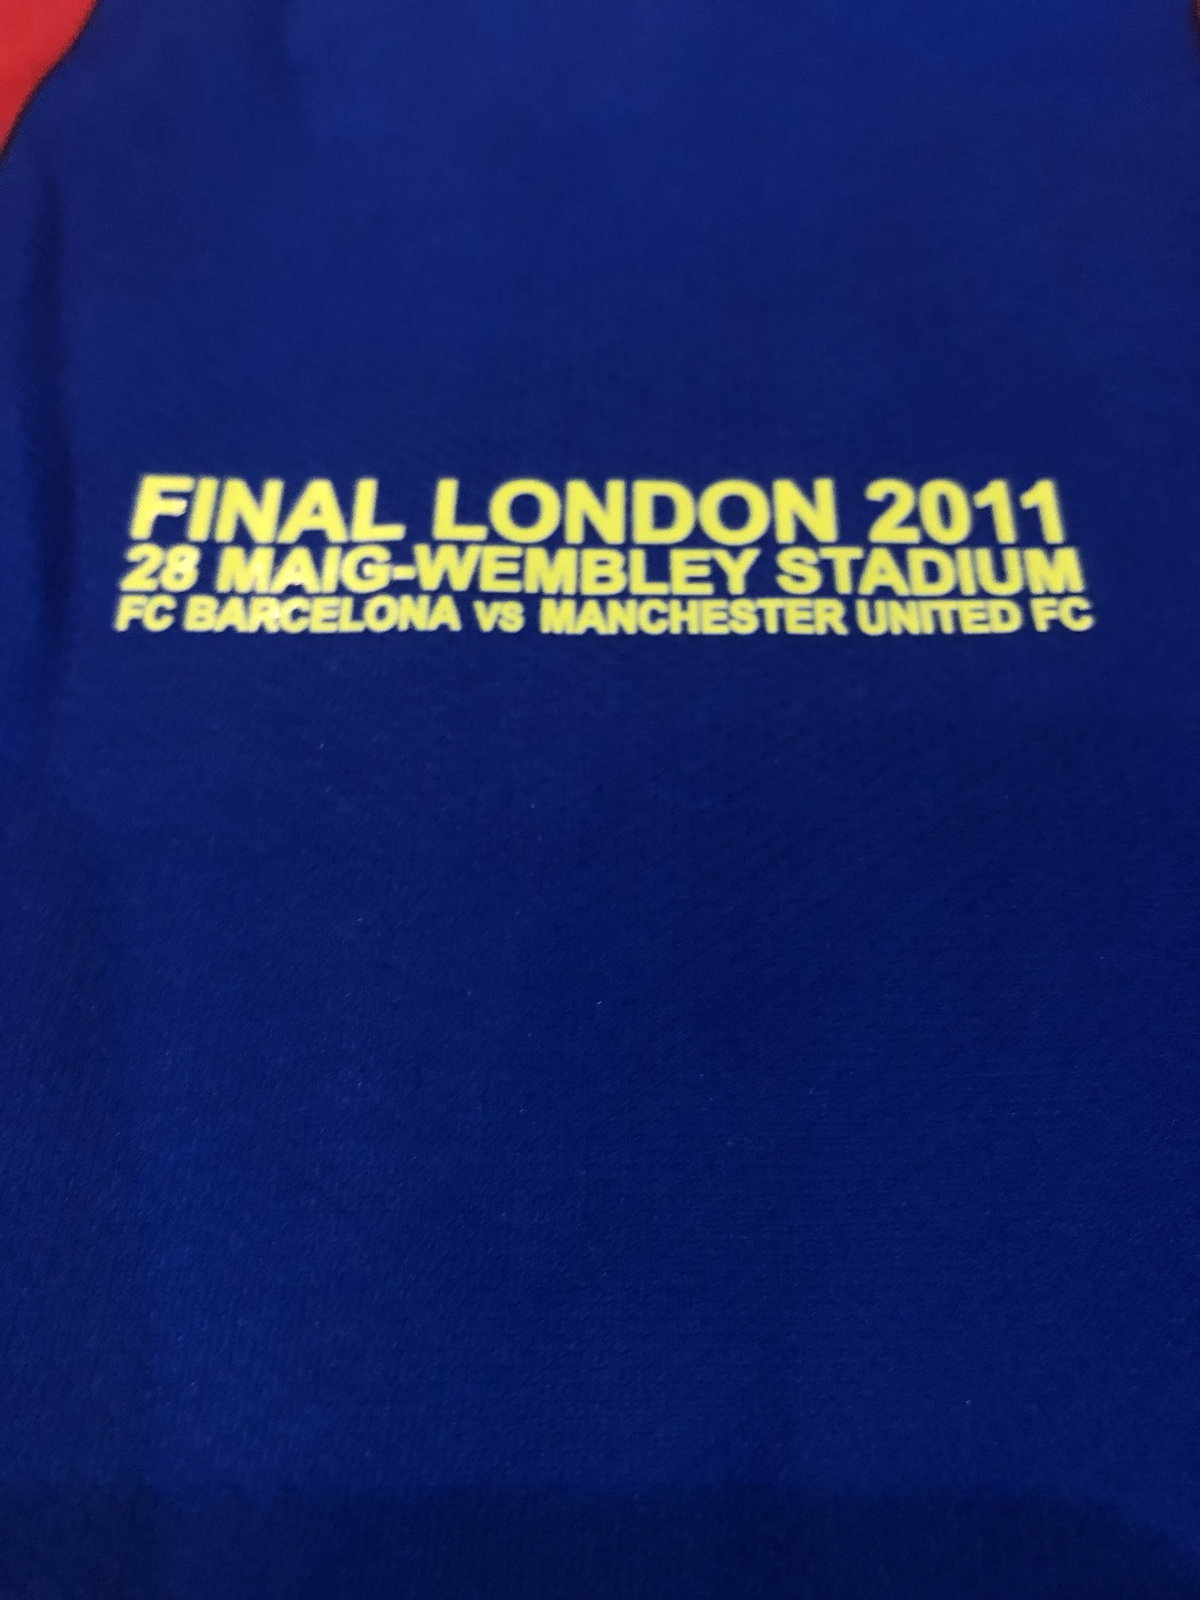 FINAL LONDON 2011
28 MAIG-WEMBLEY STADIUM
FC BARCELONA VS MANCHESTER UNITED FC